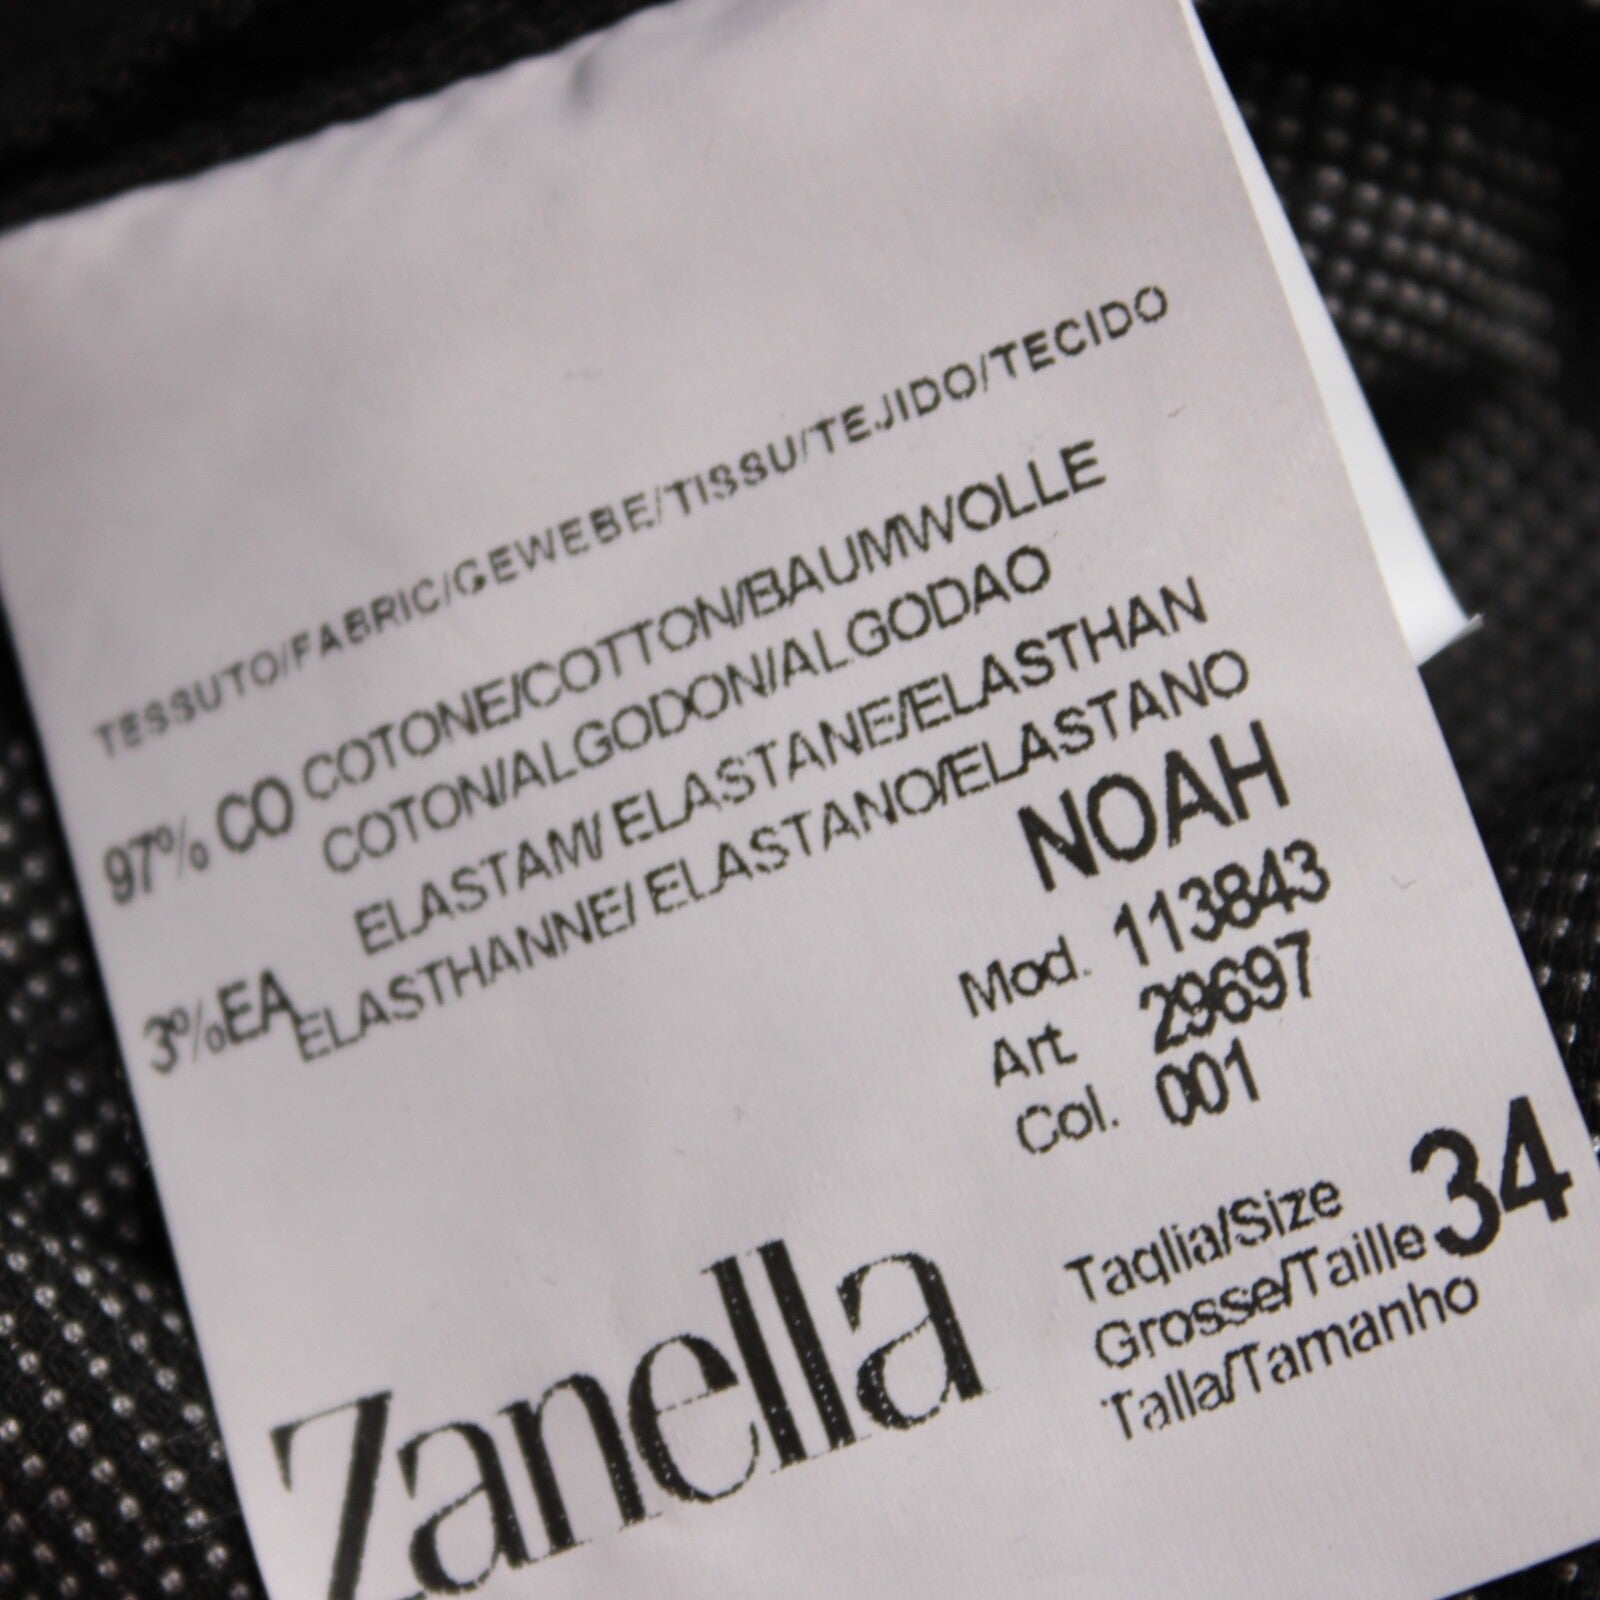 TESSUTO/FABRIC/GEWEBE/TISSU/TEJIDO/TECIDO
97% CO COTONE/COTTON/BAUMWOLLE
COTON/ALGODON/ALGODAO
ELASTAM/ ELASTANE/ELASTHAN
3%EA ELASTHANNE/ ELASTANO/ELASTANO
NOAH
Mod. 113843
Art. 29697
Col. 001
Taglia/Size
Grosse/Taille 34
Talla/Tamanho
Zanella